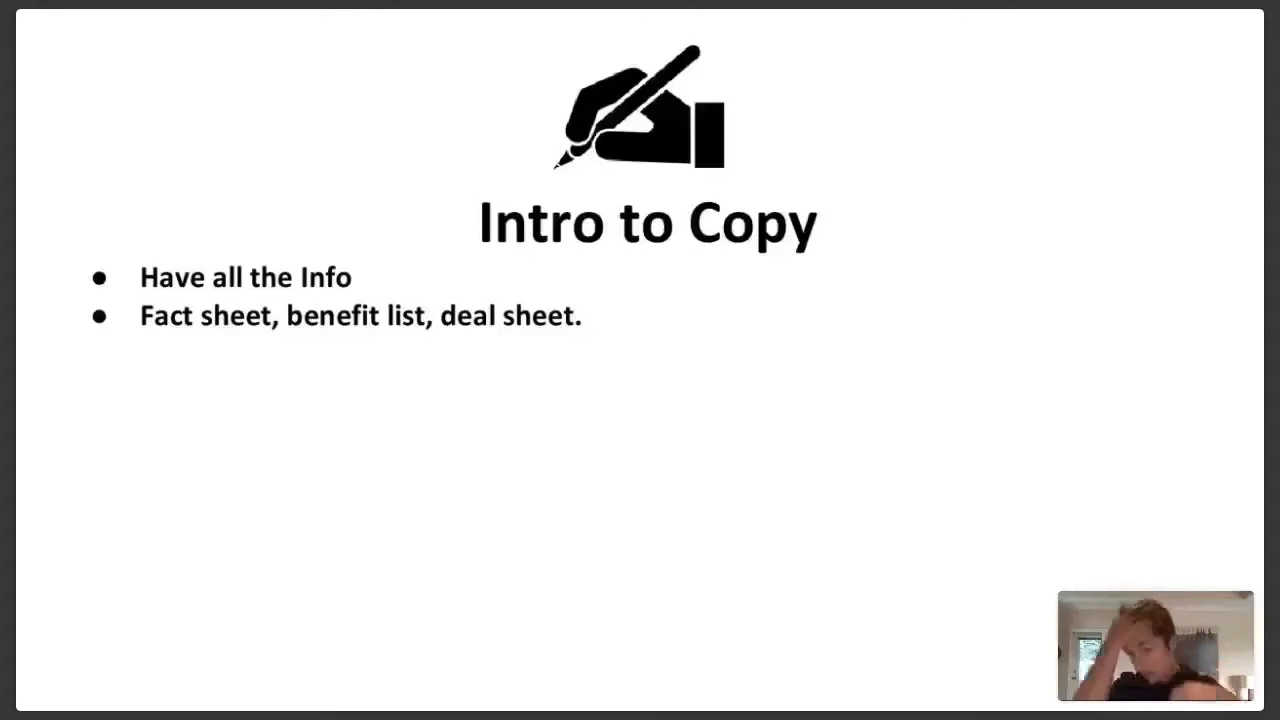 Intro to Copy
● Have all the Info
● Fact sheet, benefit list, deal sheet.